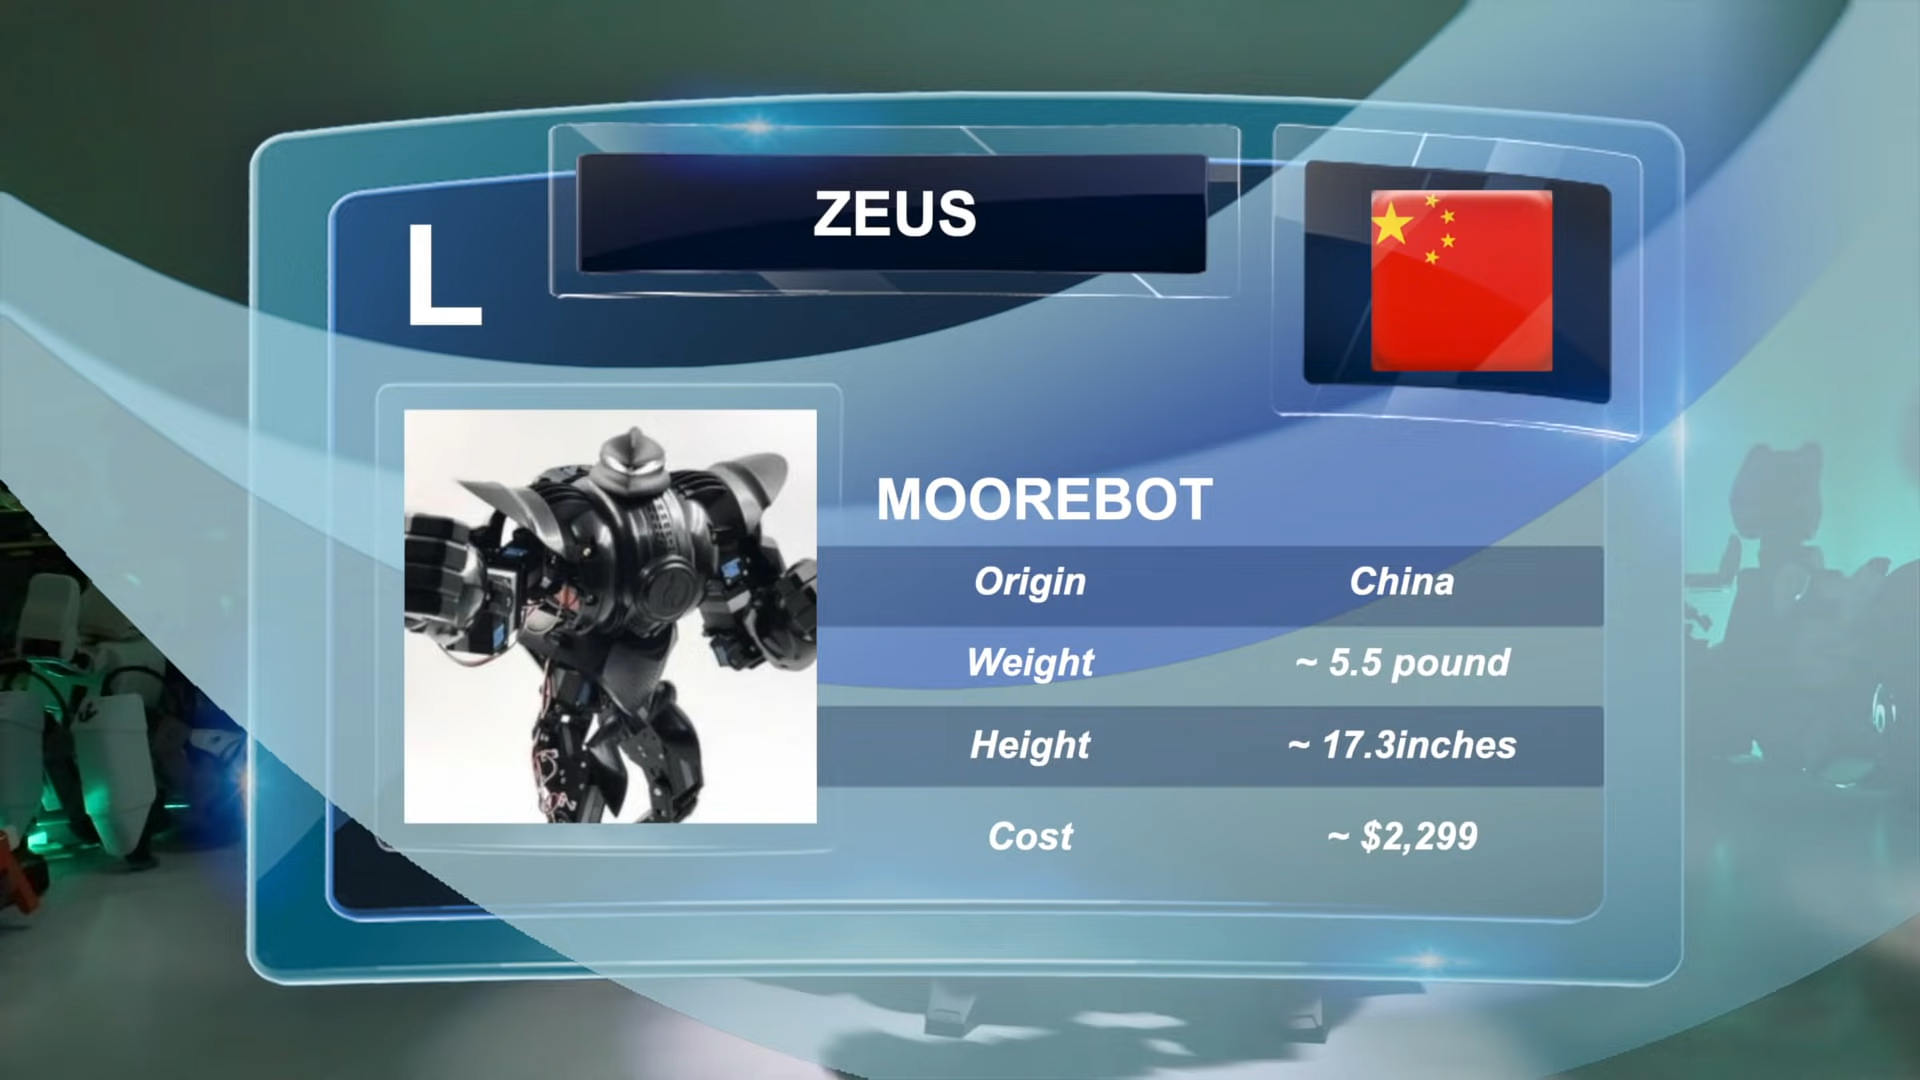 L
ZEUS
MOOREBOT
Origin China
Weight ~ 5.5 pound
Height ~ 17.3inches
Cost ~ $2,299